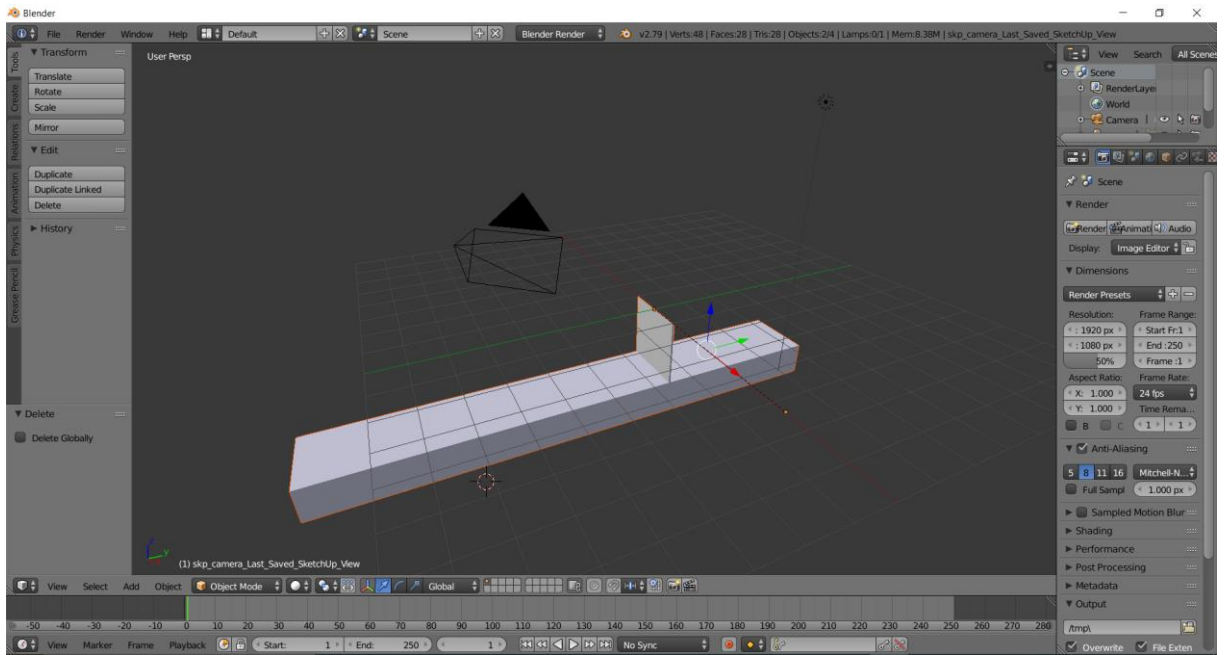 Blender
File Render Window Help Default Scene Blender Render v2.79 | Verts:48 | Faces:28 | Tris:28 | Objects:2/4 | Lamps:0/1 | Mem:8.38M | skp_camera_Last_Saved_SketchUp_View
Tools
Create
Relations
Animation
Physics
Grease Pencil
Transform
Translate
Rotate
Scale
Mirror
Edit
Duplicate
Duplicate Linked
Delete
History
Delete
Delete Globally
User Persp
(1) skp_camera_Last_Saved_SketchUp_View
View Search All Scenes
Scene
RenderLaye
World
Camera
Scene
Render
Render Animati Audio
Display: Image Editor
Dimensions
Render Presets
Resolution: Frame Range:
: 1920 px Start Fr:1
: 1080 px End :250
50% Frame :1
Aspect Ratio: Frame Rate:
X: 1.000 24 fps
Y: 1.000 Time Rema...
B C 1 1
Anti-Aliasing
5 8 11 16 Mitchell-N...
Full Sampl 1.000 px
Sampled Motion Blur
Shading
Performance
Post Processing
Metadata
Output
/tmp\
Overwrite File Exten
View Select Add Object Object Mode Global
-50 -40 -30 -20 -10 0 10 20 30 40 50 60 70 80 90 100 110 120 130 140 150 160 170 180 190 200 210 220 230 240 250 260 270 280
View Marker Frame Playback Start: 1 End: 250 1 No Sync